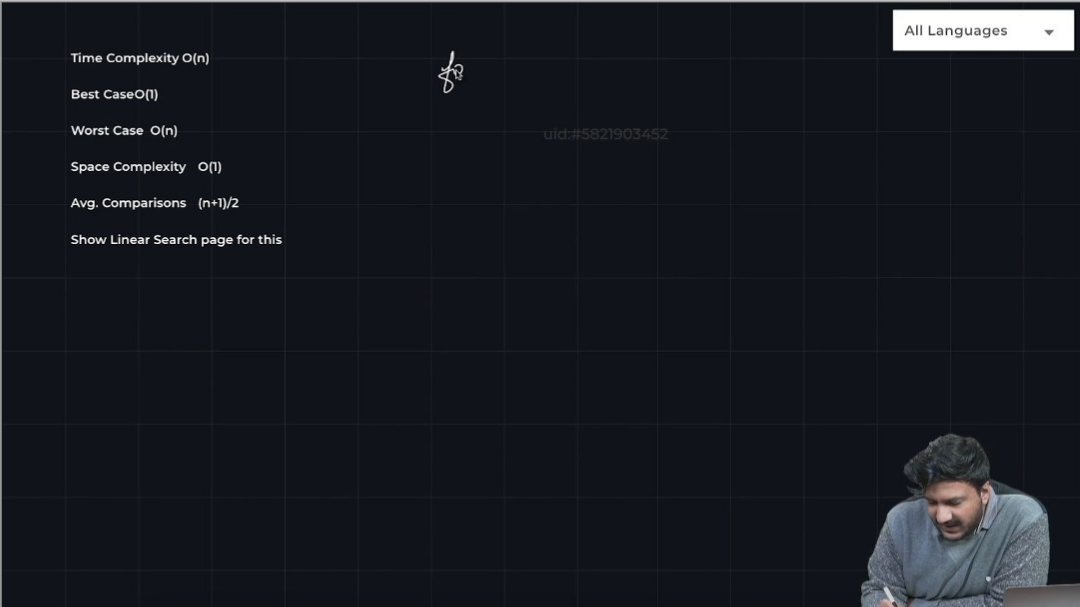 All Languages
Time Complexity O(n)
Best CaseO(1)
Worst Case O(n)
Space Complexity O(1)
Avg. Comparisons (n+1)/2
Show Linear Search page for this
uid:#5821903452